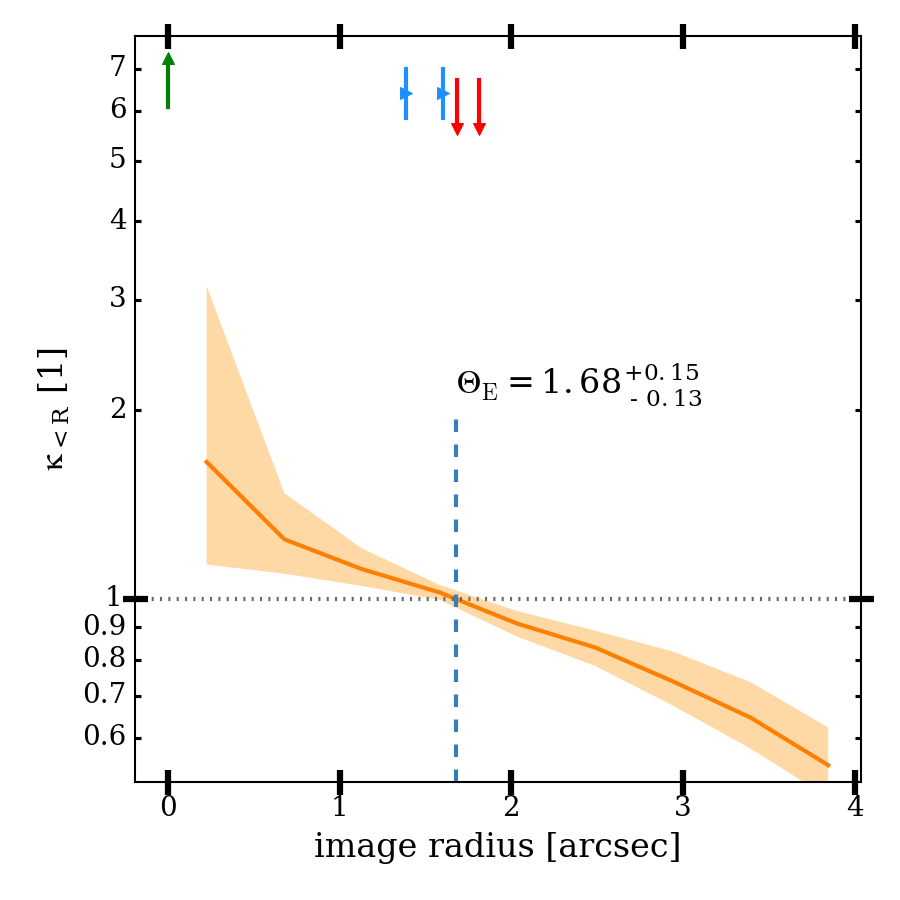 7
6
5
4
3
2
1
0.9
0.8
0.7
0.6
κ<R [1]
Θ_E = 1.68^{+0.15}_{-0.13}
0 1 2 3 4
image radius [arcsec]